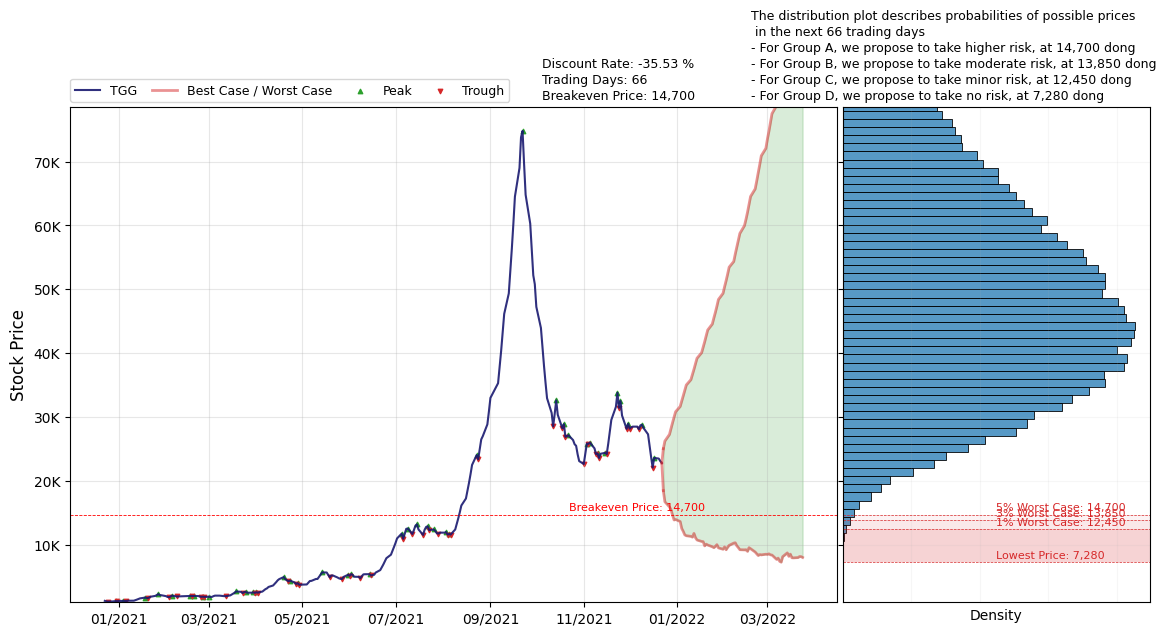 The distribution plot describes probabilities of possible prices
in the next 66 trading days
- For Group A, we propose to take higher risk, at 14,700 dong
- For Group B, we propose to take moderate risk, at 13,850 dong
- For Group C, we propose to take minor risk, at 12,450 dong
- For Group D, we propose to take no risk, at 7,280 dong
Discount Rate: -35.53 %
Trading Days: 66
Breakeven Price: 14,700
TGG
Best Case / Worst Case
Peak
Trough
Stock Price
70K
60K
50K
40K
30K
20K
10K
Breakeven Price: 14,700
5% Worst Case: 14,700
3% Worst Case: 13,850
1% Worst Case: 12,450
Lowest Price: 7,280
01/2021
03/2021
05/2021
07/2021
09/2021
11/2021
01/2022
03/2022
Density